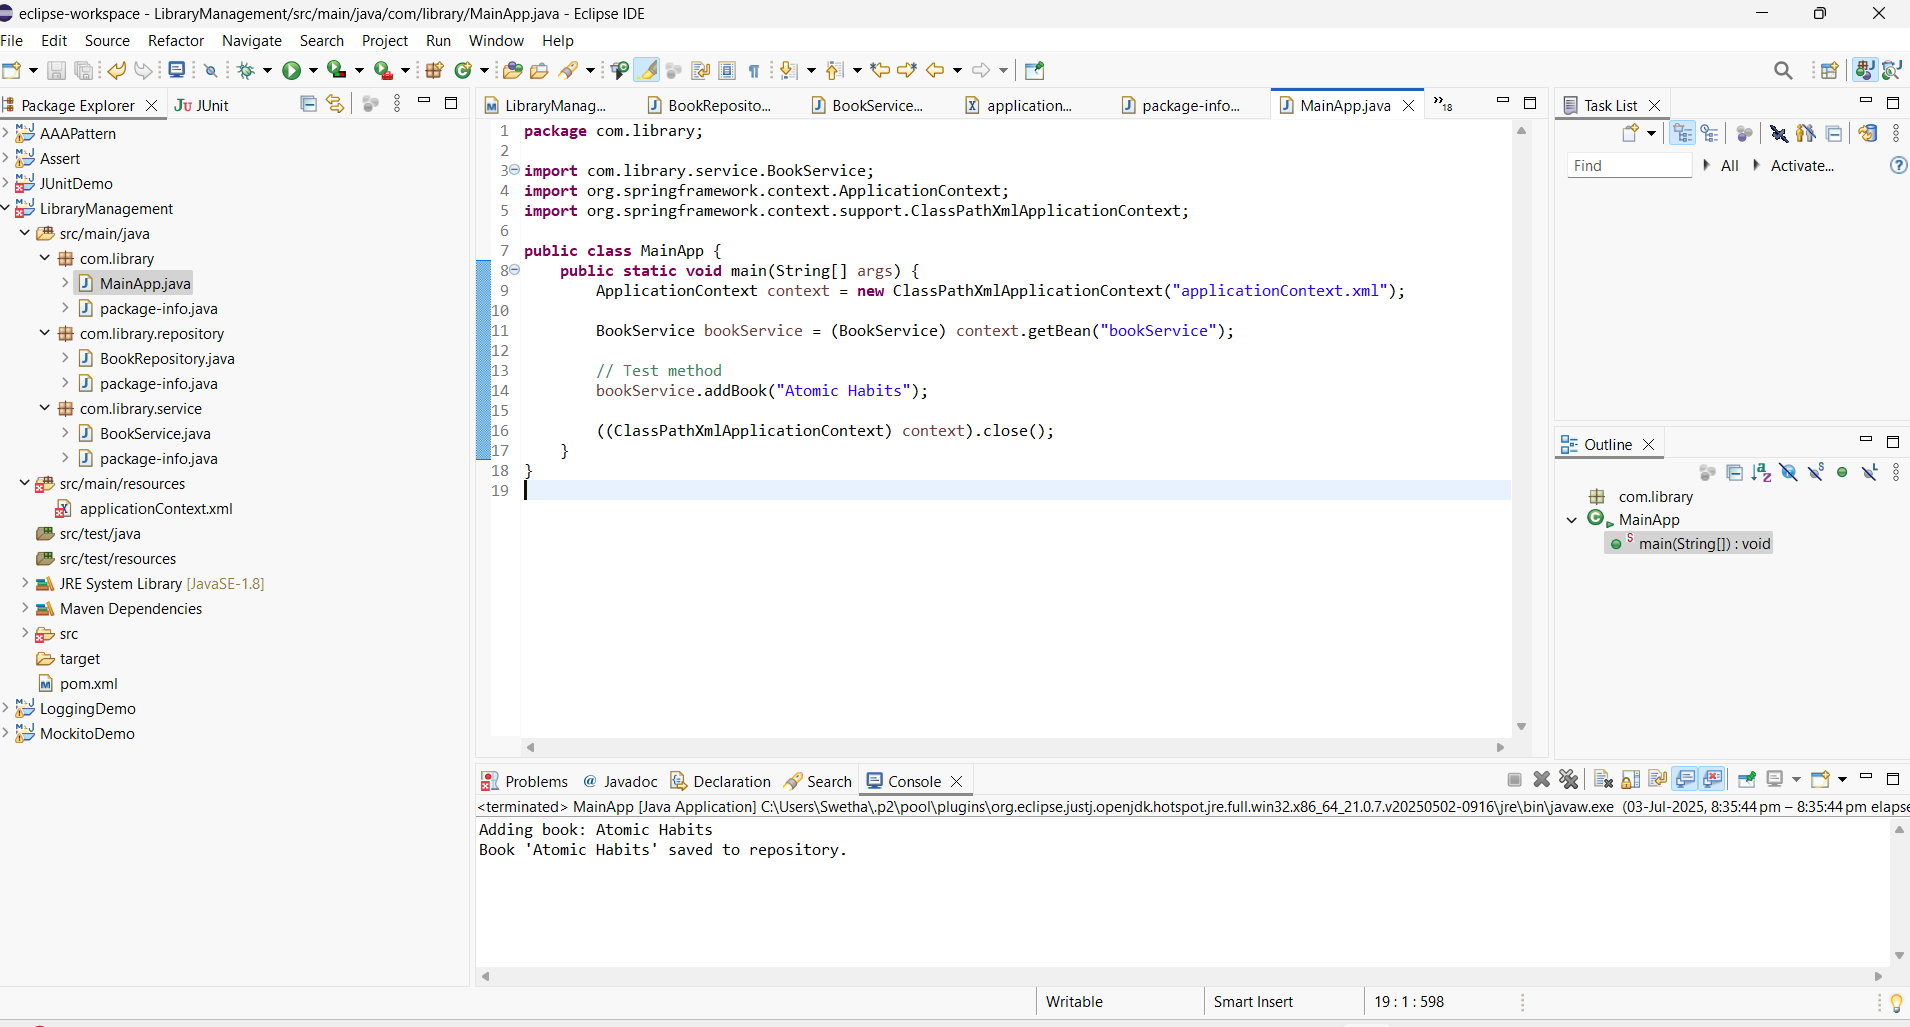 eclipse-workspace - LibraryManagement/src/main/java/com/library/MainApp.java - Eclipse IDE
File Edit Source Refactor Navigate Search Project Run Window Help
Package Explorer
JUnit
AAAPattern
Assert
JUnitDemo
LibraryManagement
src/main/java
com.library
MainApp.java
package-info.java
com.library.repository
BookRepository.java
package-info.java
com.library.service
BookService.java
package-info.java
src/main/resources
applicationContext.xml
src/test/java
src/test/resources
JRE System Library [JavaSE-1.8]
Maven Dependencies
src
target
pom.xml
LoggingDemo
MockitoDemo
LibraryManag... BookReposito... BookService... application... package-info... MainApp.java »18
1 package com.library;
2
3 import com.library.service.BookService;
4 import org.springframework.context.ApplicationContext;
5 import org.springframework.context.support.ClassPathXmlApplicationContext;
6
7 public class MainApp {
8 public static void main(String[] args) {
9 ApplicationContext context = new ClassPathXmlApplicationContext("applicationContext.xml");
10
11 BookService bookService = (BookService) context.getBean("bookService");
12
13 // Test method
14 bookService.addBook("Atomic Habits");
15
16 ((ClassPathXmlApplicationContext) context).close();
17 }
18 }
19
Task List
Find All Activate...
Outline
com.library
MainApp
main(String[]) : void
Problems @ Javadoc Declaration Search Console
<terminated> MainApp [Java Application] C:\Users\Swetha\.p2\pool\plugins\org.eclipse.justj.openjdk.hotspot.jre.full.win32.x86_64_21.0.7.v20250502-0916\jre\bin\javaw.exe (03-Jul-2025, 8:35:44 pm – 8:35:44 pm elapse
Adding book: Atomic Habits
Book 'Atomic Habits' saved to repository.
Writable Smart Insert 19 : 1 : 598